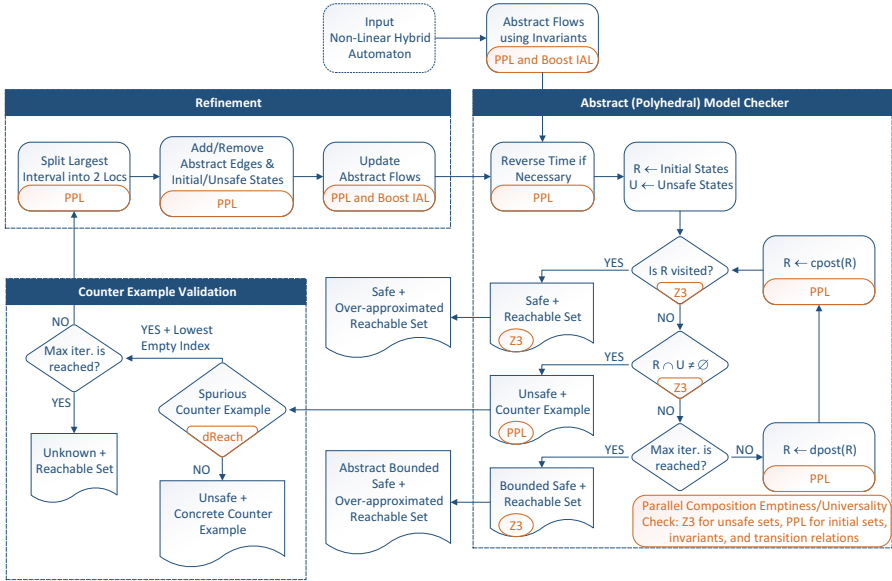 Input
Non-Linear Hybrid
Automaton
Abstract Flows
using Invariants
PPL and Boost IAL
Refinement
Split Largest
Interval into 2 Locs
PPL
Add/Remove
Abstract Edges &
Initial/Unsafe States
PPL
Update
Abstract Flows
PPL and Boost IAL
Abstract (Polyhedral) Model Checker
Reverse Time if
Necessary
PPL
R ← Initial States
U ← Unsafe States
Is R visited?
Z3
YES
NO
R ← cpost(R)
PPL
Safe +
Reachable Set
Z3
Safe +
Over-approximated
Reachable Set
R ∩ U ≠ ∅
Z3
YES
NO
Unsafe +
Counter Example
PPL
Max iter. is
reached?
YES
NO
R ← dpost(R)
PPL
Bounded Safe +
Reachable Set
Z3
Abstract Bounded
Safe +
Over-approximated
Reachable Set
Parallel Composition Emptiness/Universality
Check: Z3 for unsafe sets, PPL for initial sets,
invariants, and transition relations
Counter Example Validation
NO
Max iter. is
reached?
YES + Lowest
Empty Index
YES
Spurious
Counter Example
dReach
NO
Unknown +
Reachable Set
Unsafe +
Concrete Counter
Example